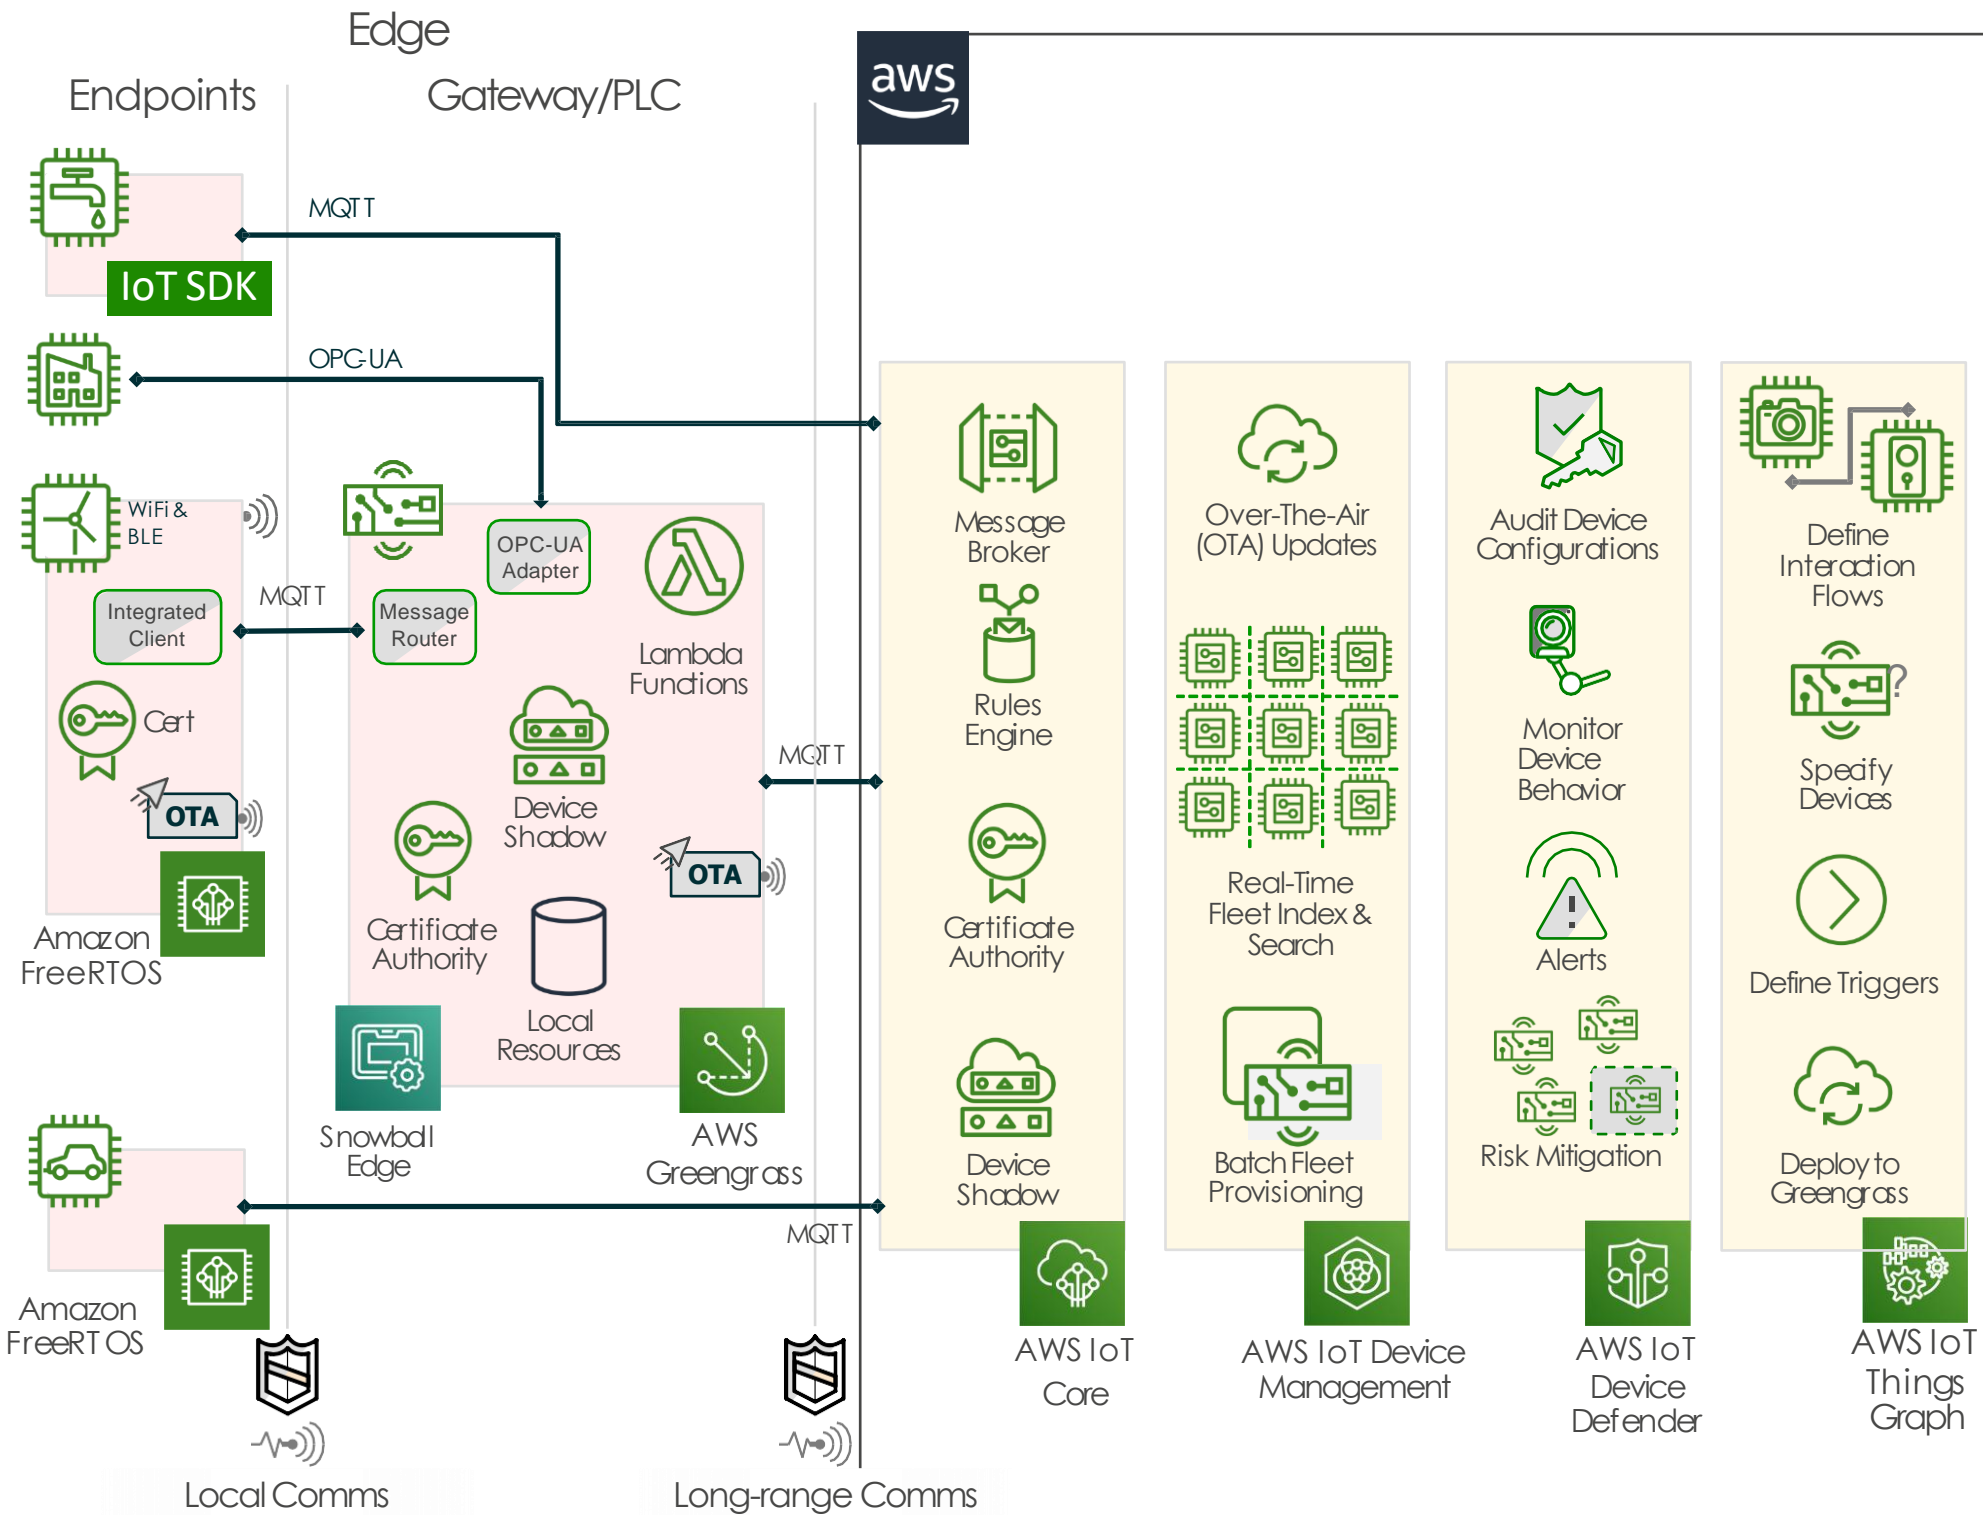 Edge
Endpoints
Gateway/PLC
aws
MQTT
IoT SDK
OPC-UA
WiFi &
BLE
Integrated
Client
MQTT
Cert
OTA
Amazon
FreeRTOS
OPC-UA
Adapter
Message
Router
Lambda
Functions
Device
Shadow
MQTT
OTA
Certificate
Authority
Local
Resources
Snowball
Edge
AWS
Greengrass
MQTT
Amazon
FreeRTOS
Local Comms
Long-range Comms
Message
Broker
Rules
Engine
Certificate
Authority
Device
Shadow
AWS IoT
Core
Over-The-Air
(OTA) Updates
Real-Time
Fleet Index &
Search
Batch Fleet
Provisioning
AWS IoT Device
Management
Audit Device
Configurations
Monitor
Device
Behavior
Alerts
Risk Mitigation
AWS IoT
Device
Defender
Define
Interaction
Flows
?
Specify
Devices
Define Triggers
Deploy to
Greengrass
AWS IoT
Things
Graph